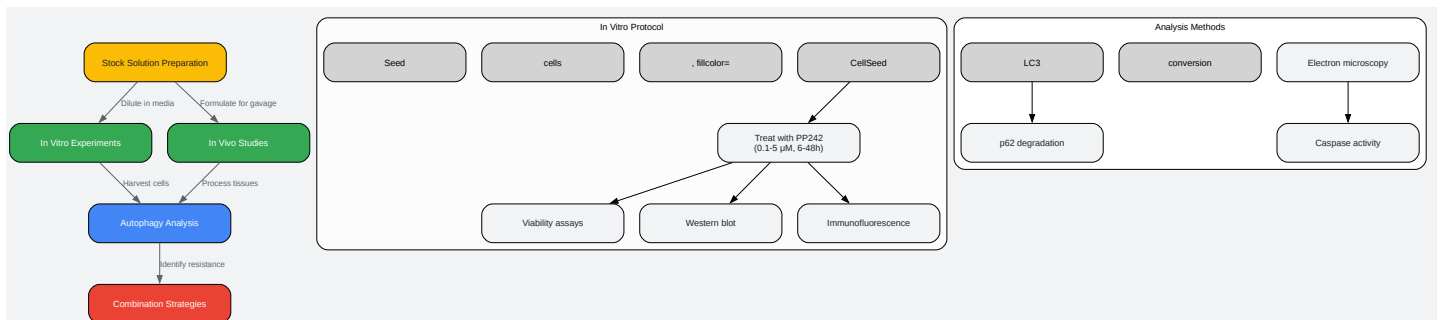 In Vitro Protocol
Analysis Methods
Stock Solution Preparation
Seed
cells
, fillcolor=
CellSeed
LC3
conversion
Electron microscopy
Dilute in media
Formulate for gavage
In Vitro Experiments
In Vivo Studies
Treat with PP242
(0.1-5 μM, 6-48h)
p62 degradation
Caspase activity
Harvest cells
Process tissues
Autophagy Analysis
Viability assays
Western blot
Immunofluorescence
Identify resistance
Combination Strategies